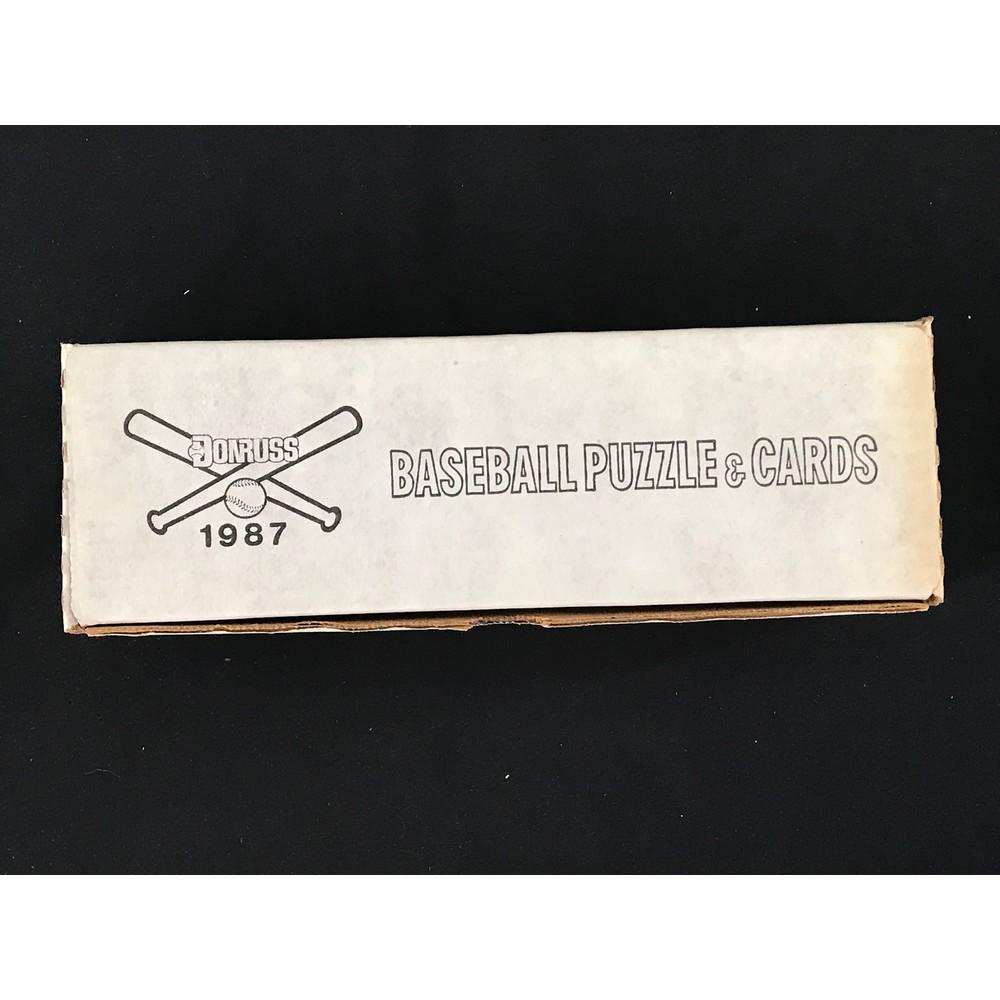 DONRUSS
1987
BASEBALL PUZZLE & CARDS